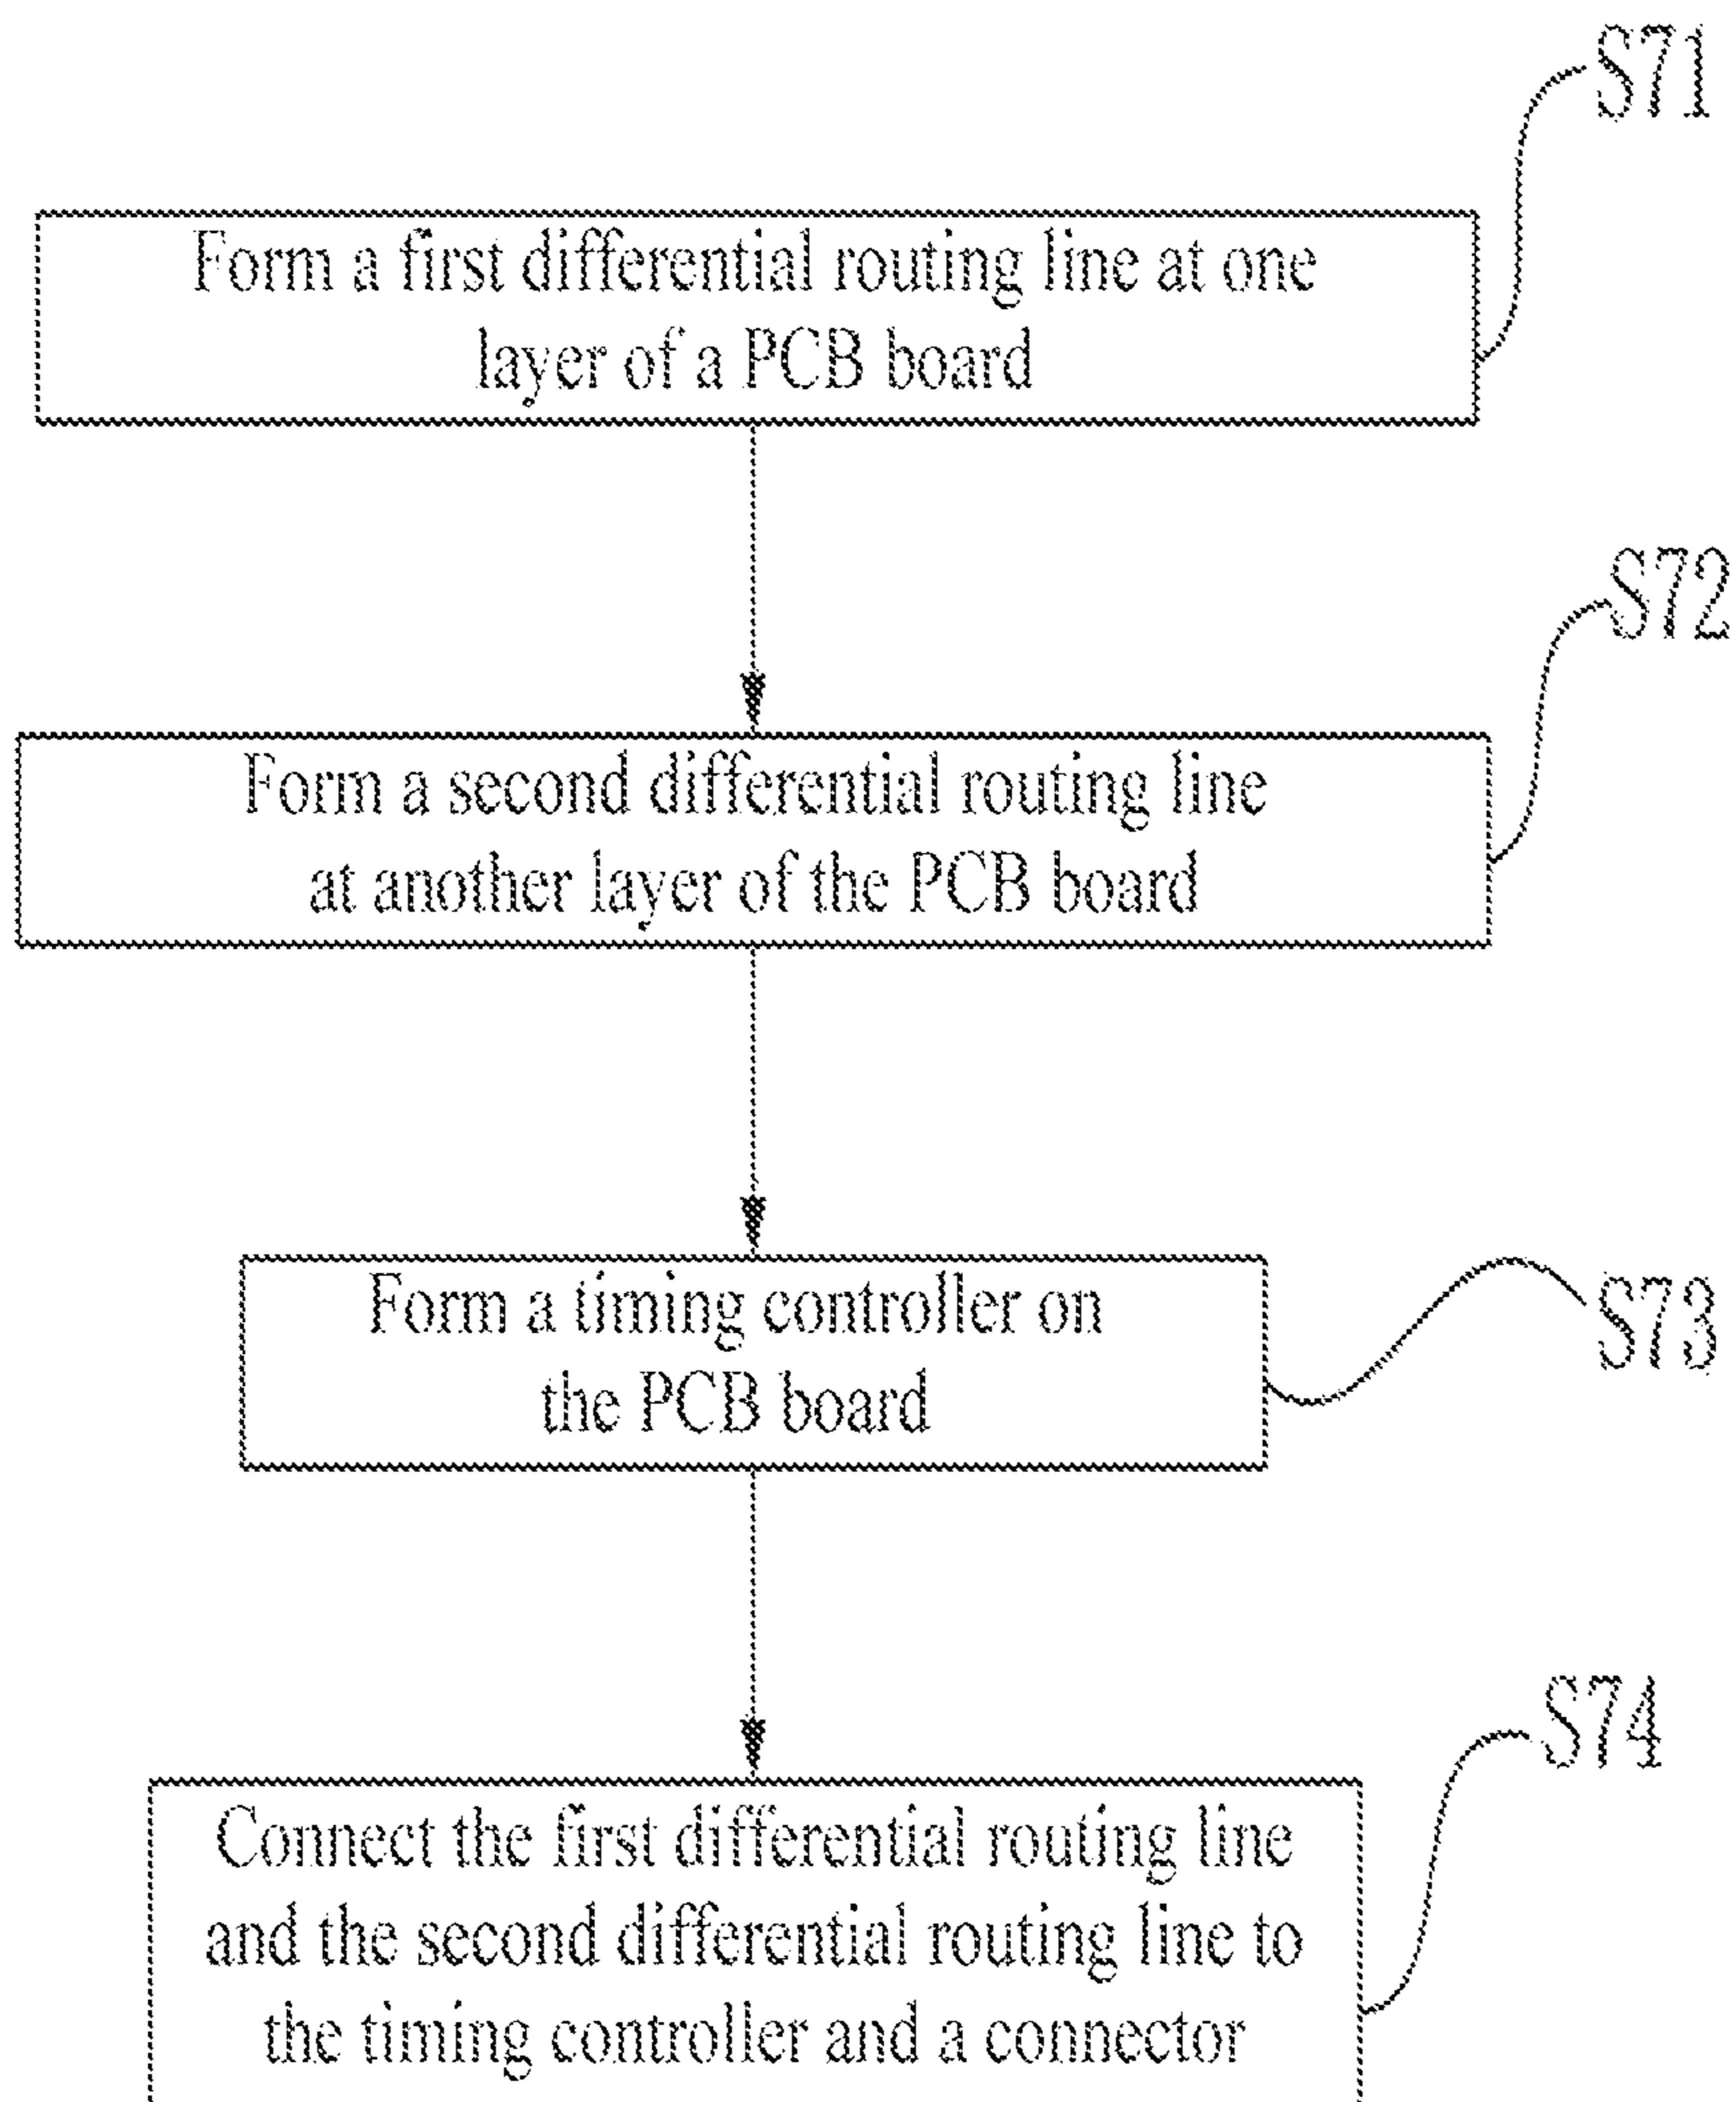 S71
Form a first differential routing line at one
layer of a PCB board
S72
Form a second differential routing line
at another layer of the PCB board
Form a timing controller on
the PCB board
S73
S74
Connect the first differential routing line
and the second differential routing line to
the timing controller and a connector